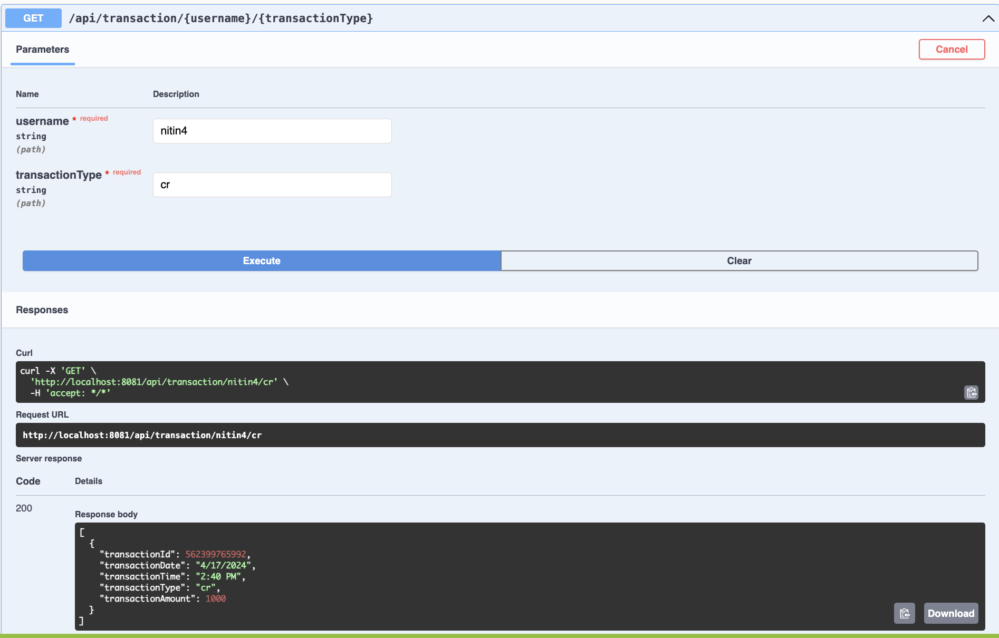 GET /api/transaction/{username}/{transactionType}
Parameters
Cancel
Name Description
username * required
string
(path)
nitin4
transactionType * required
string
(path)
cr
Execute Clear
Responses
Curl
curl -X 'GET' \
  'http://localhost:8081/api/transaction/nitin4/cr' \
  -H 'accept: */*'
Request URL
http://localhost:8081/api/transaction/nitin4/cr
Server response
Code Details
200
Response body
[
  {
    "transactionId": 562399765992,
    "transactionDate": "4/17/2024",
    "transactionTime": "2:40 PM",
    "transactionType": "cr",
    "transactionAmount": 1000
  }
]
Download